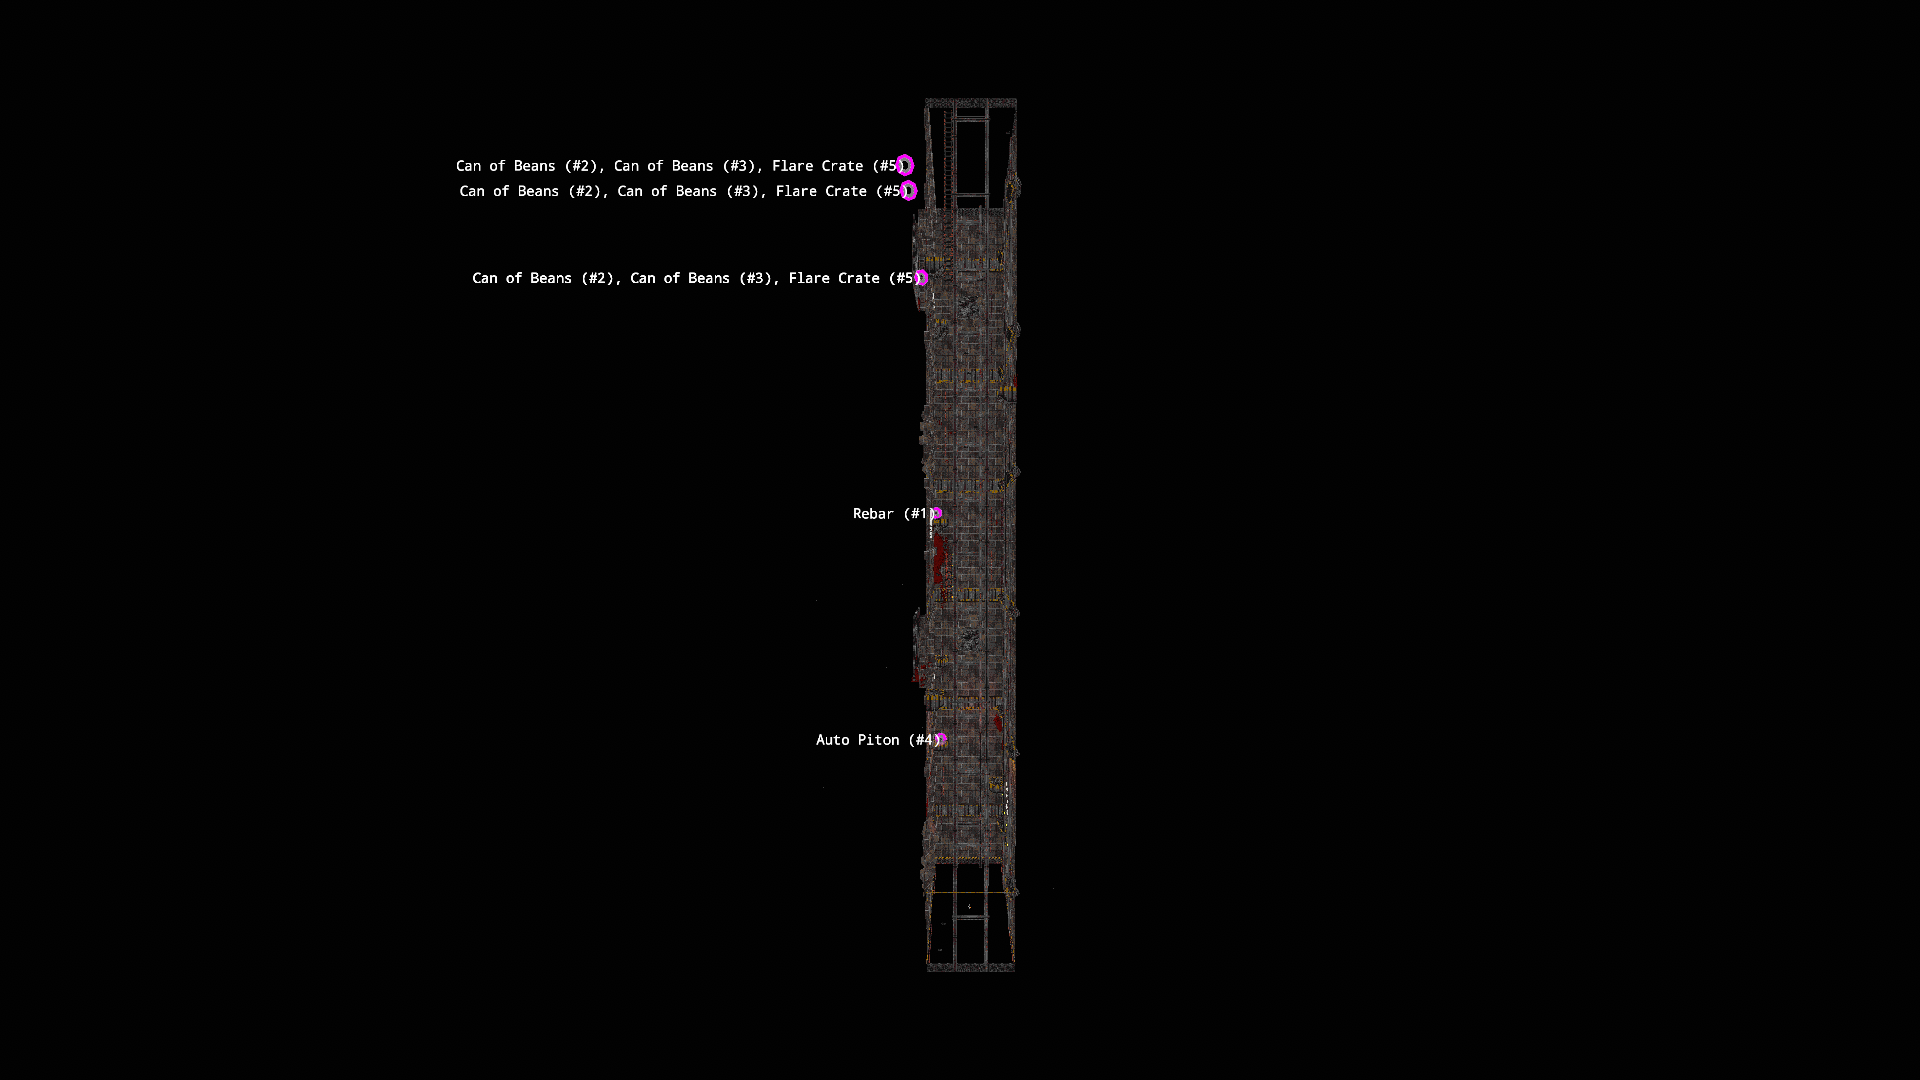 Can of Beans (#2), Can of Beans (#3), Flare Crate (#5)
Can of Beans (#2), Can of Beans (#3), Flare Crate (#5)
Can of Beans (#2), Can of Beans (#3), Flare Crate (#5)
Rebar (#1)
Auto Piton (#4)